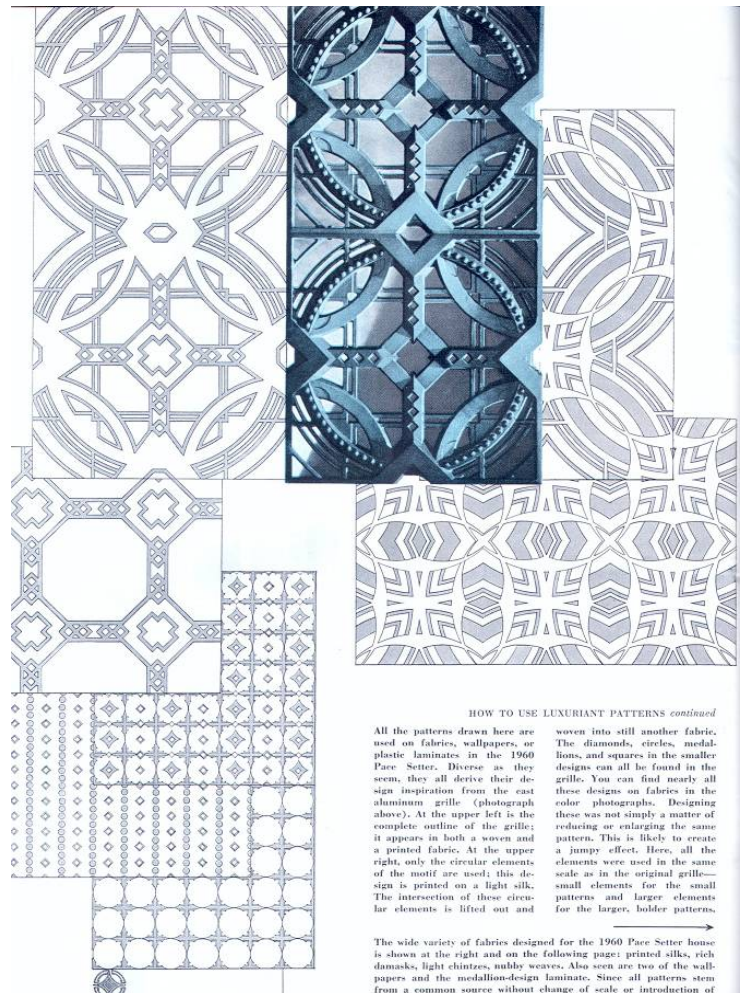 HOW TO USE LUXURIANT PATTERNS continued
All the patterns drawn here are
used on fabrics, wallpapers, or
plastic laminates in the 1960
Pace Setter. Diverse as they
seem, they all derive their de-
sign inspiration from the cast
aluminum grille (photograph
above). At the upper left is the
complete outline of the grille;
it appears in both a woven and
a printed fabric. At the upper
right, only the circular elements
of the motif are used; this de-
sign is printed on a light silk.
The intersection of these circu-
lar elements is lifted out and
woven into still another fabric.
The diamonds, circles, medal-
lions, and squares in the smaller
designs can all be found in the
grille. You can find nearly all
these designs on fabrics in the
color photographs. Designing
these was not simply a matter of
reducing or enlarging the same
pattern. This is likely to create
a jumpy effect. Here, all the
elements were used in the same
scale as in the original grille—
small elements for the small
patterns and larger elements
for the larger, bolder patterns.
The wide variety of fabrics designed for the 1960 Pace Setter house
is shown at the right and on the following page: printed silks, rich
damasks, light chintzes, nubby weaves. Also seen are two of the wall-
papers and the medallion-design laminate. Since all patterns stem
from a common source without change of scale or introduction of